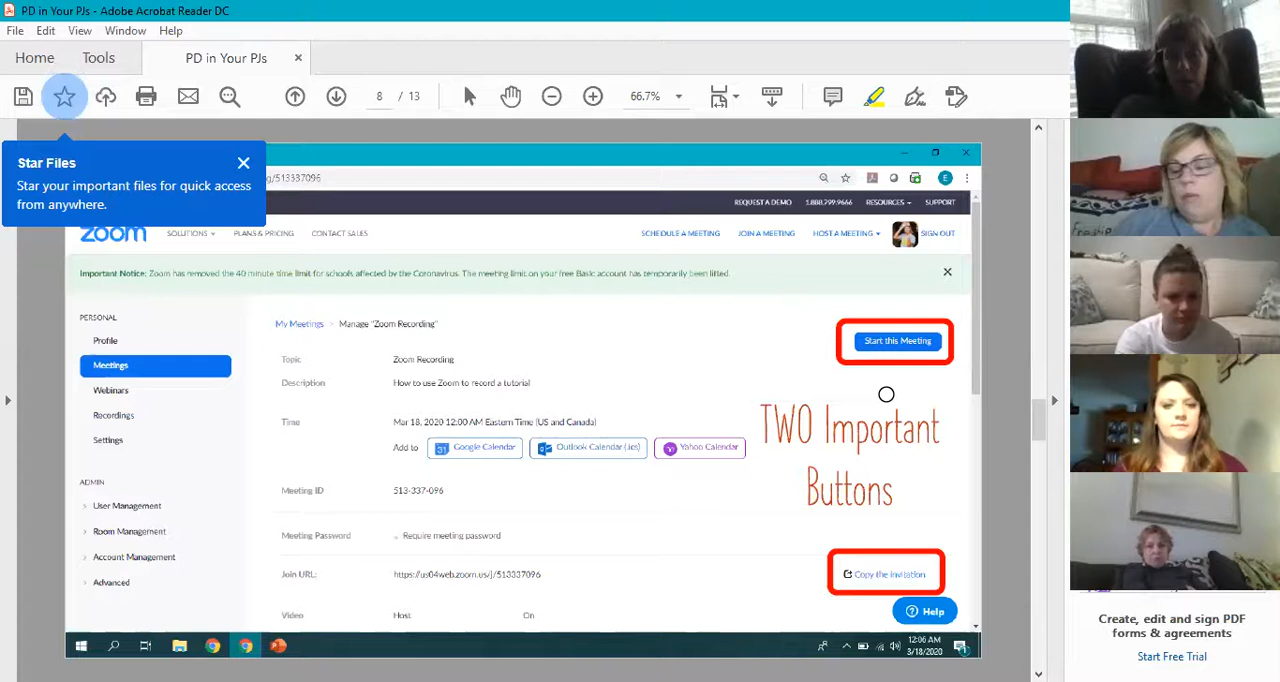 PD in Your PJs - Adobe Acrobat Reader DC
File Edit View Window Help
Home Tools PD in Your PJs ×
8 / 13 66.7%
Star Files
Star your important files for quick access
from anywhere.
/513337096
E
REQUEST A DEMO 1.888.799.9666 RESOURCES SUPPORT
zoom SOLUTIONS PLANS & PRICING CONTACT SALES SCHEDULE A MEETING JOIN A MEETING HOST A MEETING SIGN OUT
Important Notice: Zoom has removed the 40 minute time limit for schools affected by the Coronavirus. The meeting limit on your free Basic account has temporarily been lifted.
PERSONAL
Profile
Meetings
Webinars
Recordings
Settings
ADMIN
User Management
Room Management
Account Management
Advanced
My Meetings > Manage "Zoom Recording"
Start this Meeting
Topic Zoom Recording
Description How to use Zoom to record a tutorial
Time Mar 18, 2020 12:00 AM Eastern Time (US and Canada)
Add to Google Calendar Outlook Calendar (.ics) Yahoo Calendar
TWO Important
Buttons
Meeting ID 513-337-096
Meeting Password Require meeting password
Join URL: https://us04web.zoom.us/j/513337096
Copy the invitation
Video Host On
Help
12:06 AM
3/18/2020
Create, edit and sign PDF
forms & agreements
Start Free Trial